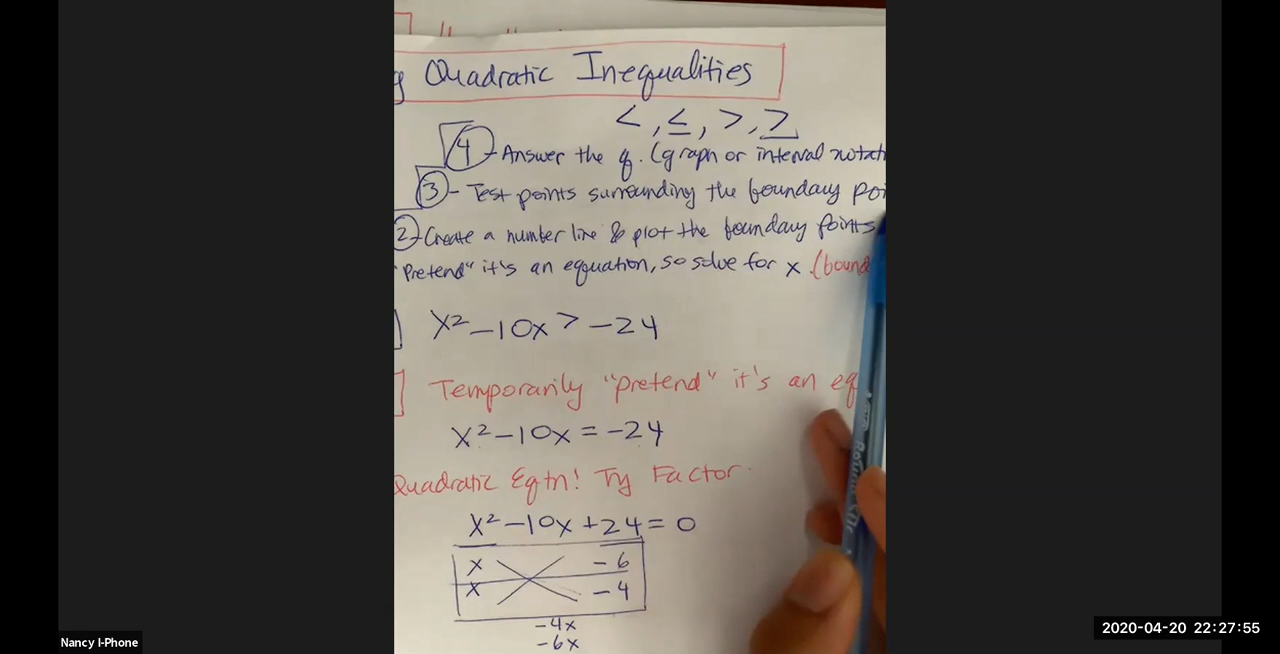 Quadratic Inequalities
<, ≤, >, ≥
4 - Answer the q. (graph or interval notati
3 - Test points surrounding the boundary poi
2 - Create a number line & plot the boundary points
"Pretend" it's an equation, so solve for x. (bound
x² - 10x > -24
Temporarily "pretend" it's an eq
x² - 10x = -24
Quadratic Eqtn! Try Factor.
x² - 10x + 24 = 0
x - 6
x - 4
-4x
-6x
Nancy I-Phone
2020-04-20 22:27:55